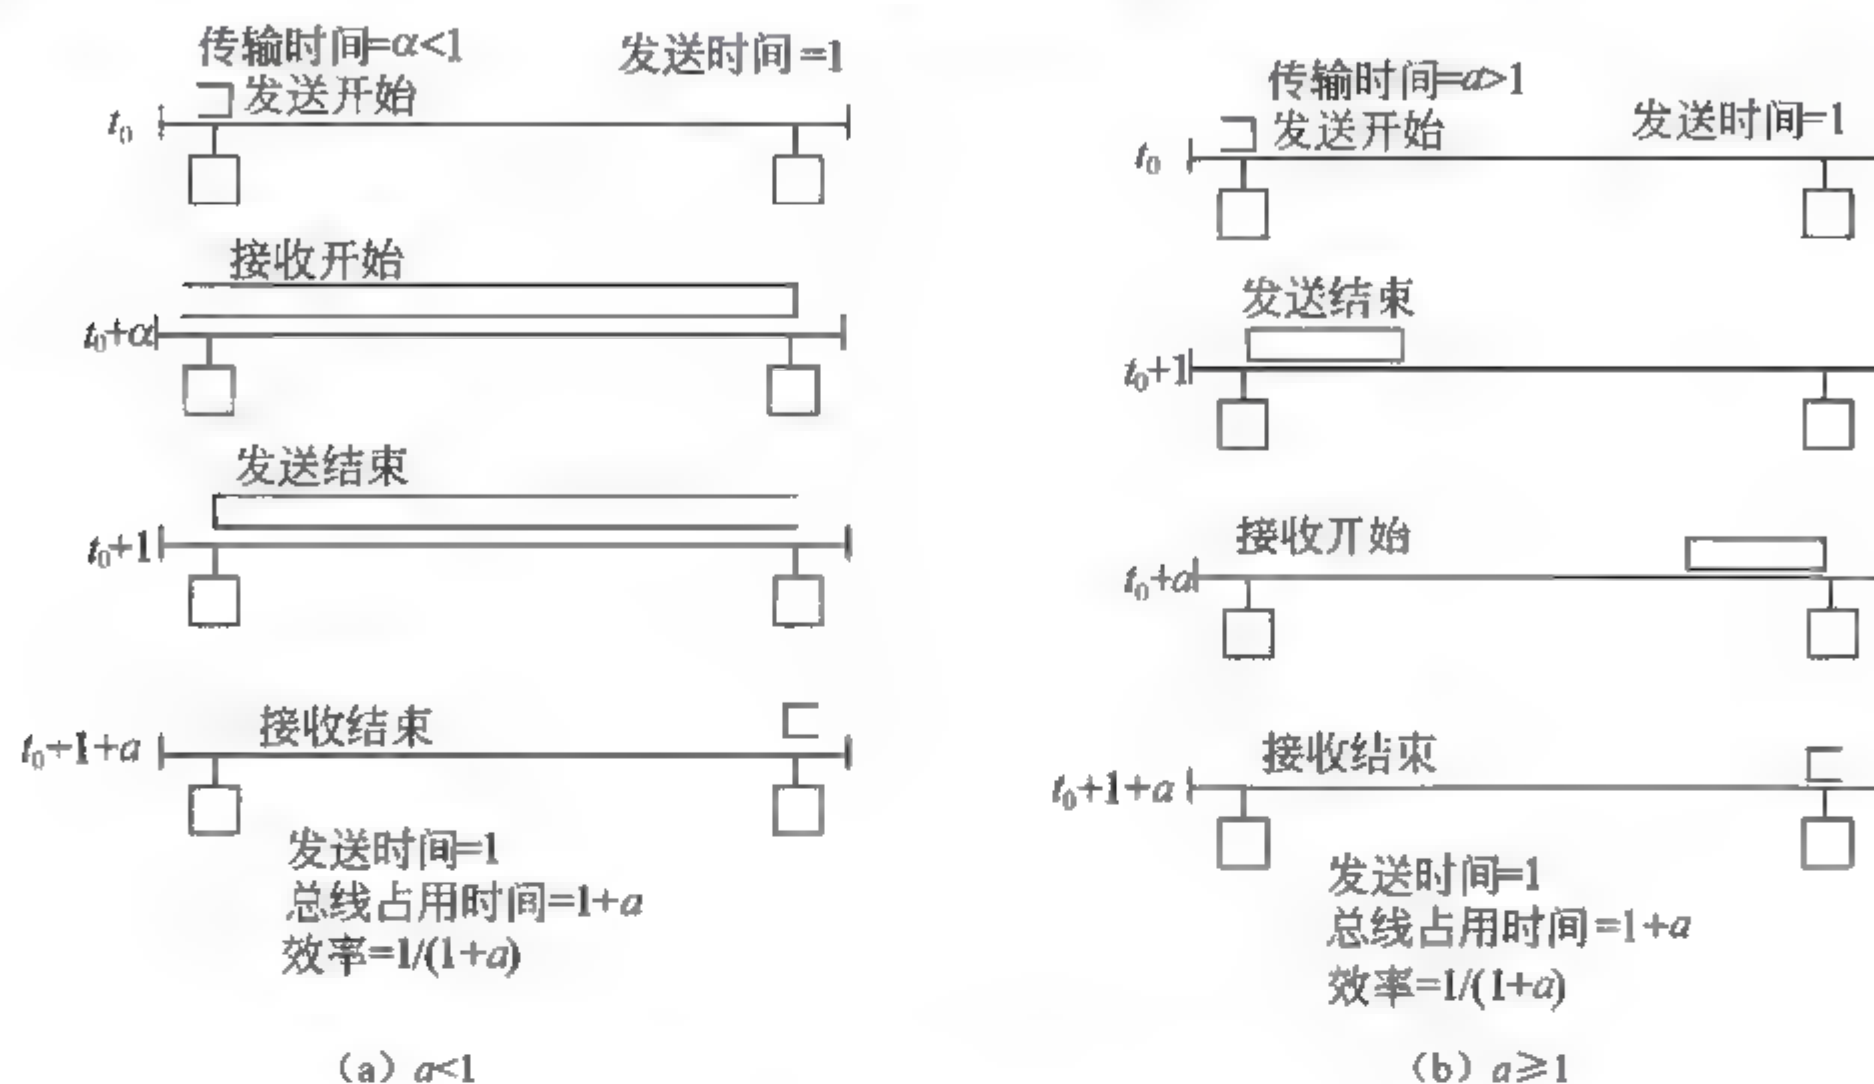 传输时间=α<1
发送时间=1
发送开始
t₀
接收开始
t₀+α
发送结束
t₀+1
接收结束
t₀+1+a
发送时间=1
总线占用时间=1+a
效率=1/(1+a)
(a) a<1
传输时间=a>1
发送时间=1
发送开始
t₀
发送结束
t₀+1
接收开始
t₀+a
接收结束
t₀+1+a
发送时间=1
总线占用时间=1+a
效率=1/(1+a)
(b) a≥1